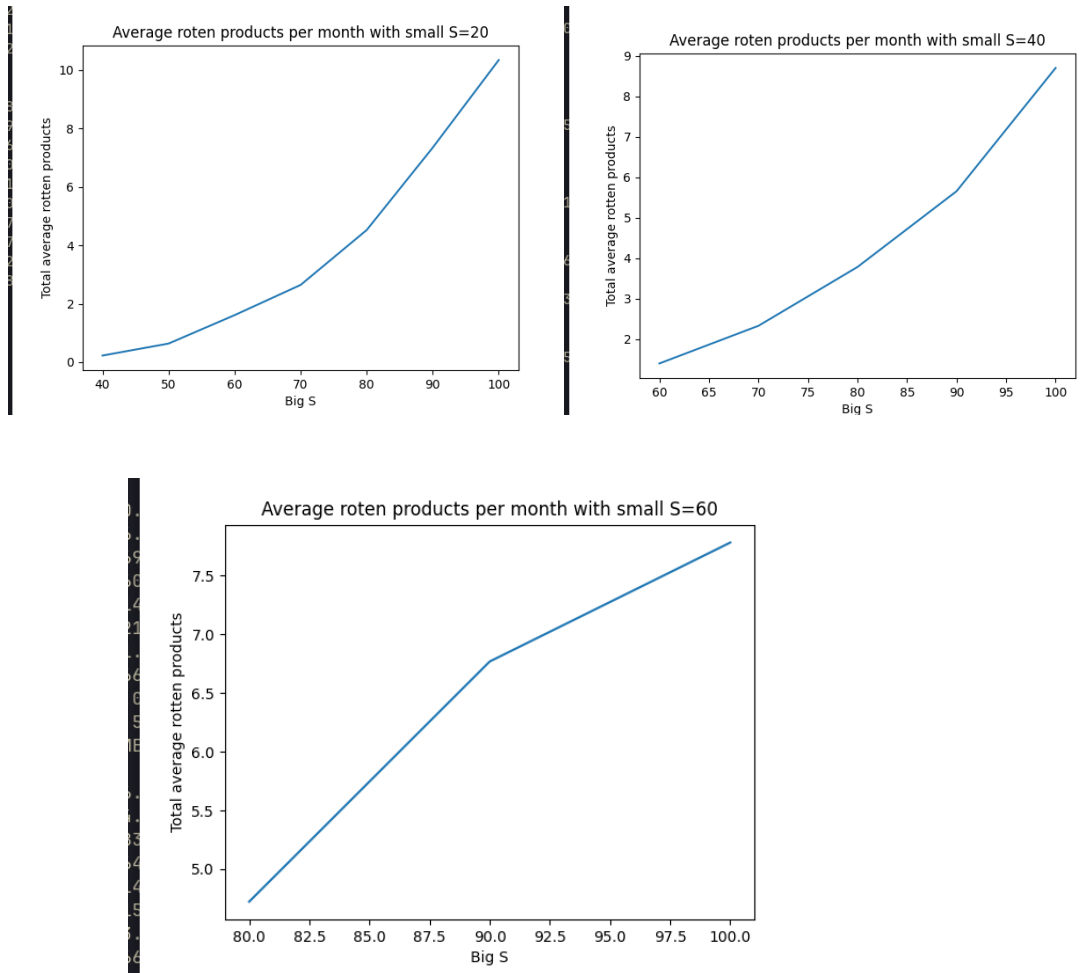 Average roten products per month with small S=20
Total average rotten products
10
8
6
4
2
0
40 50 60 70 80 90 100
Big S
Average roten products per month with small S=40
Total average rotten products
9
8
7
6
5
4
3
2
60 65 70 75 80 85 90 95 100
Big S
Average roten products per month with small S=60
Total average rotten products
7.5
7.0
6.5
6.0
5.5
5.0
80.0 82.5 85.0 87.5 90.0 92.5 95.0 97.5 100.0
Big S